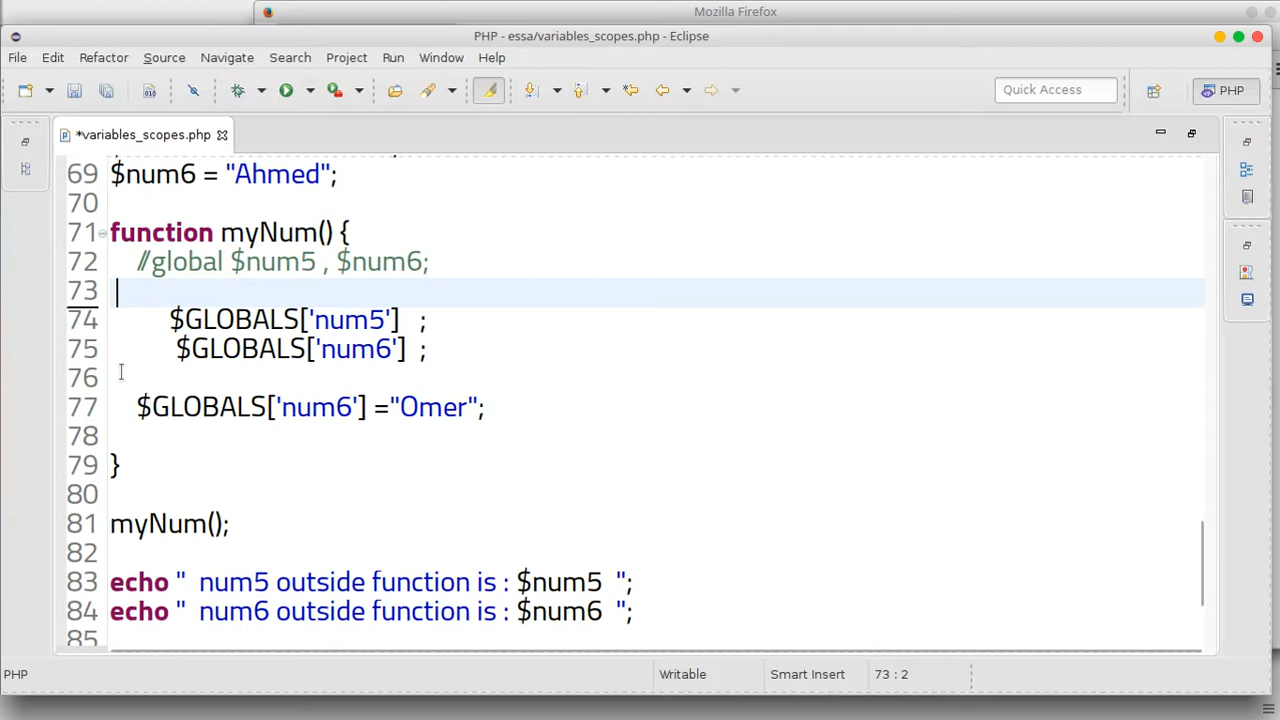 Mozilla Firefox
PHP - essa/variables_scopes.php - Eclipse
File Edit Refactor Source Navigate Search Project Run Window Help
Quick Access
PHP
*variables_scopes.php
69 $num6 = "Ahmed";
70
71 function myNum() {
72 //global $num5 , $num6;
73
74 $GLOBALS['num5'] ;
75 $GLOBALS['num6'] ;
76
77 $GLOBALS['num6'] ="Omer";
78
79 }
80
81 myNum();
82
83 echo " num5 outside function is : $num5 ";
84 echo " num6 outside function is : $num6 ";
85
PHP Writable Smart Insert 73 : 2